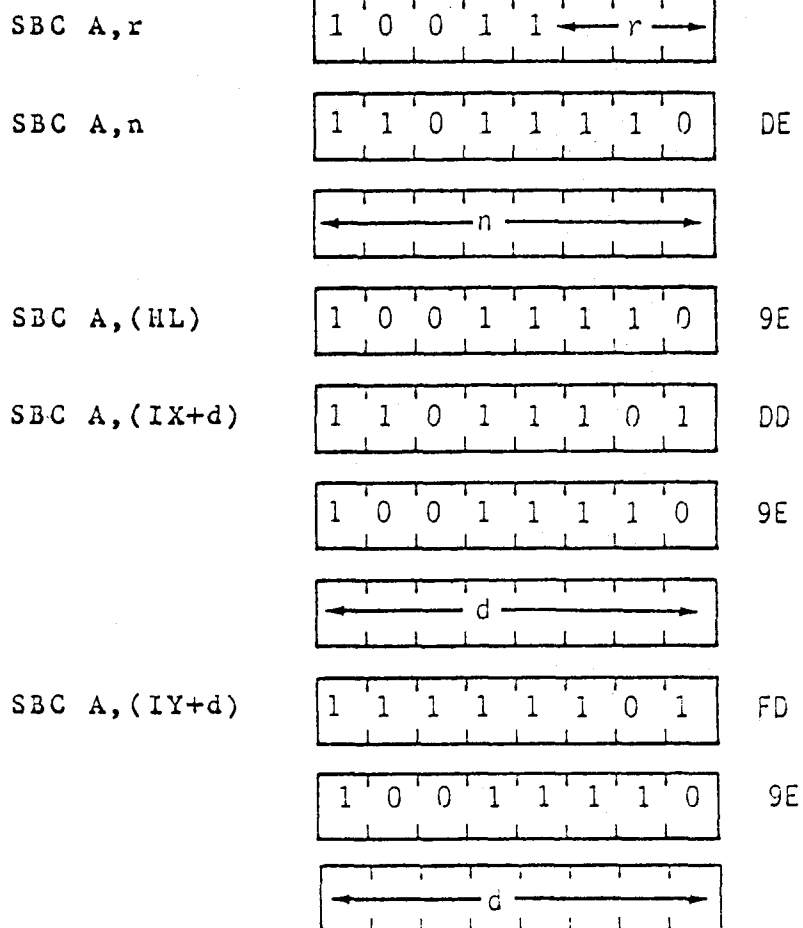 SBC A,r 1 0 0 1 1 r
SBC A,n 1 1 0 1 1 1 1 0 DE
n
SBC A,(HL) 1 0 0 1 1 1 1 0 9E
SBC A,(IX+d) 1 1 0 1 1 1 0 1 DD
1 0 0 1 1 1 1 0 9E
d
SBC A,(IY+d) 1 1 1 1 1 1 0 1 FD
1 0 0 1 1 1 1 0 9E
d